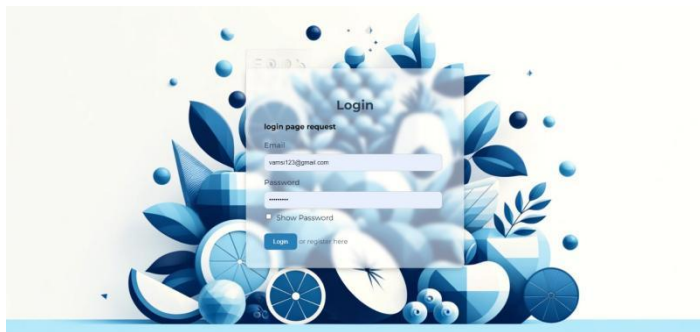 Login
login page request
Email
vamsi123@gmail.com
Password
•••••••••
Show Password
Login or register here